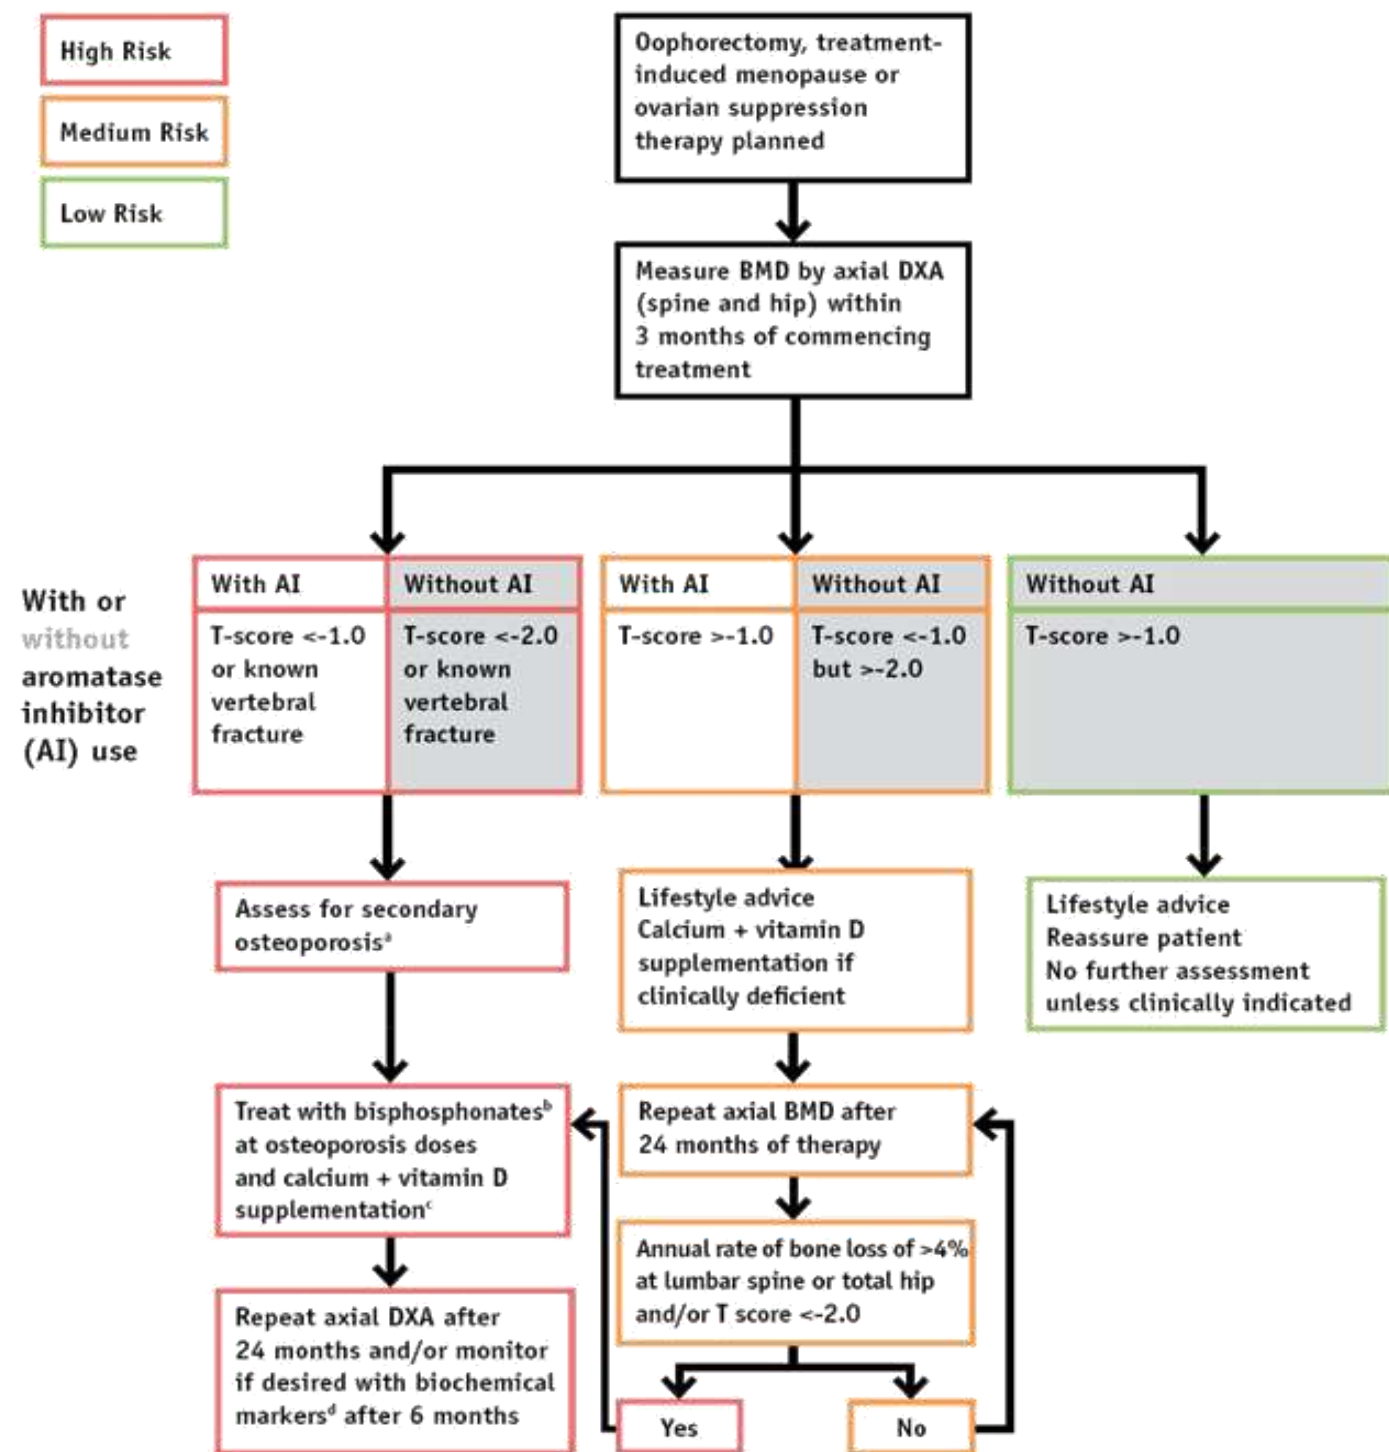 High Risk
Medium Risk
Low Risk
Oophorectomy, treatment-
induced menopause or
ovarian suppression
therapy planned
Measure BMD by axial DXA
(spine and hip) within
3 months of commencing
treatment
With or
without
aromatase
inhibitor
(AI) use
With AI
T-score <-1.0
or known
vertebral
fracture
Without AI
T-score <-2.0
or known
vertebral
fracture
With AI
T-score >-1.0
Without AI
T-score <-1.0
but >-2.0
Without AI
T-score >-1.0
Assess for secondary
osteoporosisᵃ
Treat with bisphosphonatesᵇ
at osteoporosis doses
and calcium + vitamin D
supplementationᶜ
Repeat axial DXA after
24 months and/or monitor
if desired with biochemical
markersᵈ after 6 months
Lifestyle advice
Calcium + vitamin D
supplementation if
clinically deficient
Repeat axial BMD after
24 months of therapy
Annual rate of bone loss of >4%
at lumbar spine or total hip
and/or T score <-2.0
Yes
No
Lifestyle advice
Reassure patient
No further assessment
unless clinically indicated